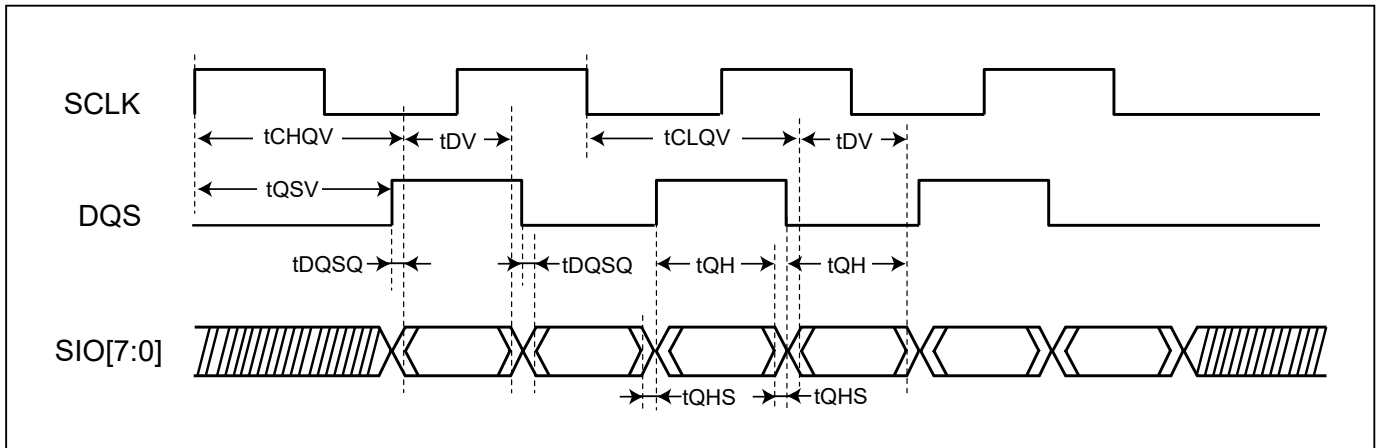 SCLK
tCHQV
tDV
tCLQV
tDV
tQSV
DQS
tDQSQ
tDQSQ
tQH
tQH
SIO[7:0]
tQHS
tQHS